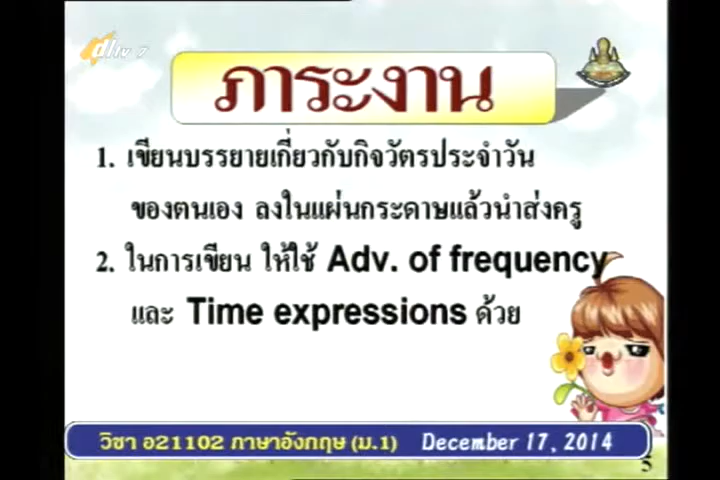 dltv 7
ภาระงาน
1. เขียนบรรยายเกี่ยวกับกิจวัตรประจำวัน
ของตนเอง ลงในแผ่นกระดาษแล้วนำส่งครู
2. ในการเขียน ให้ใช้ Adv. of frequency
และ Time expressions ด้วย
วิชา อ21102 ภาษาอังกฤษ (ม.1) December 17, 2014
5